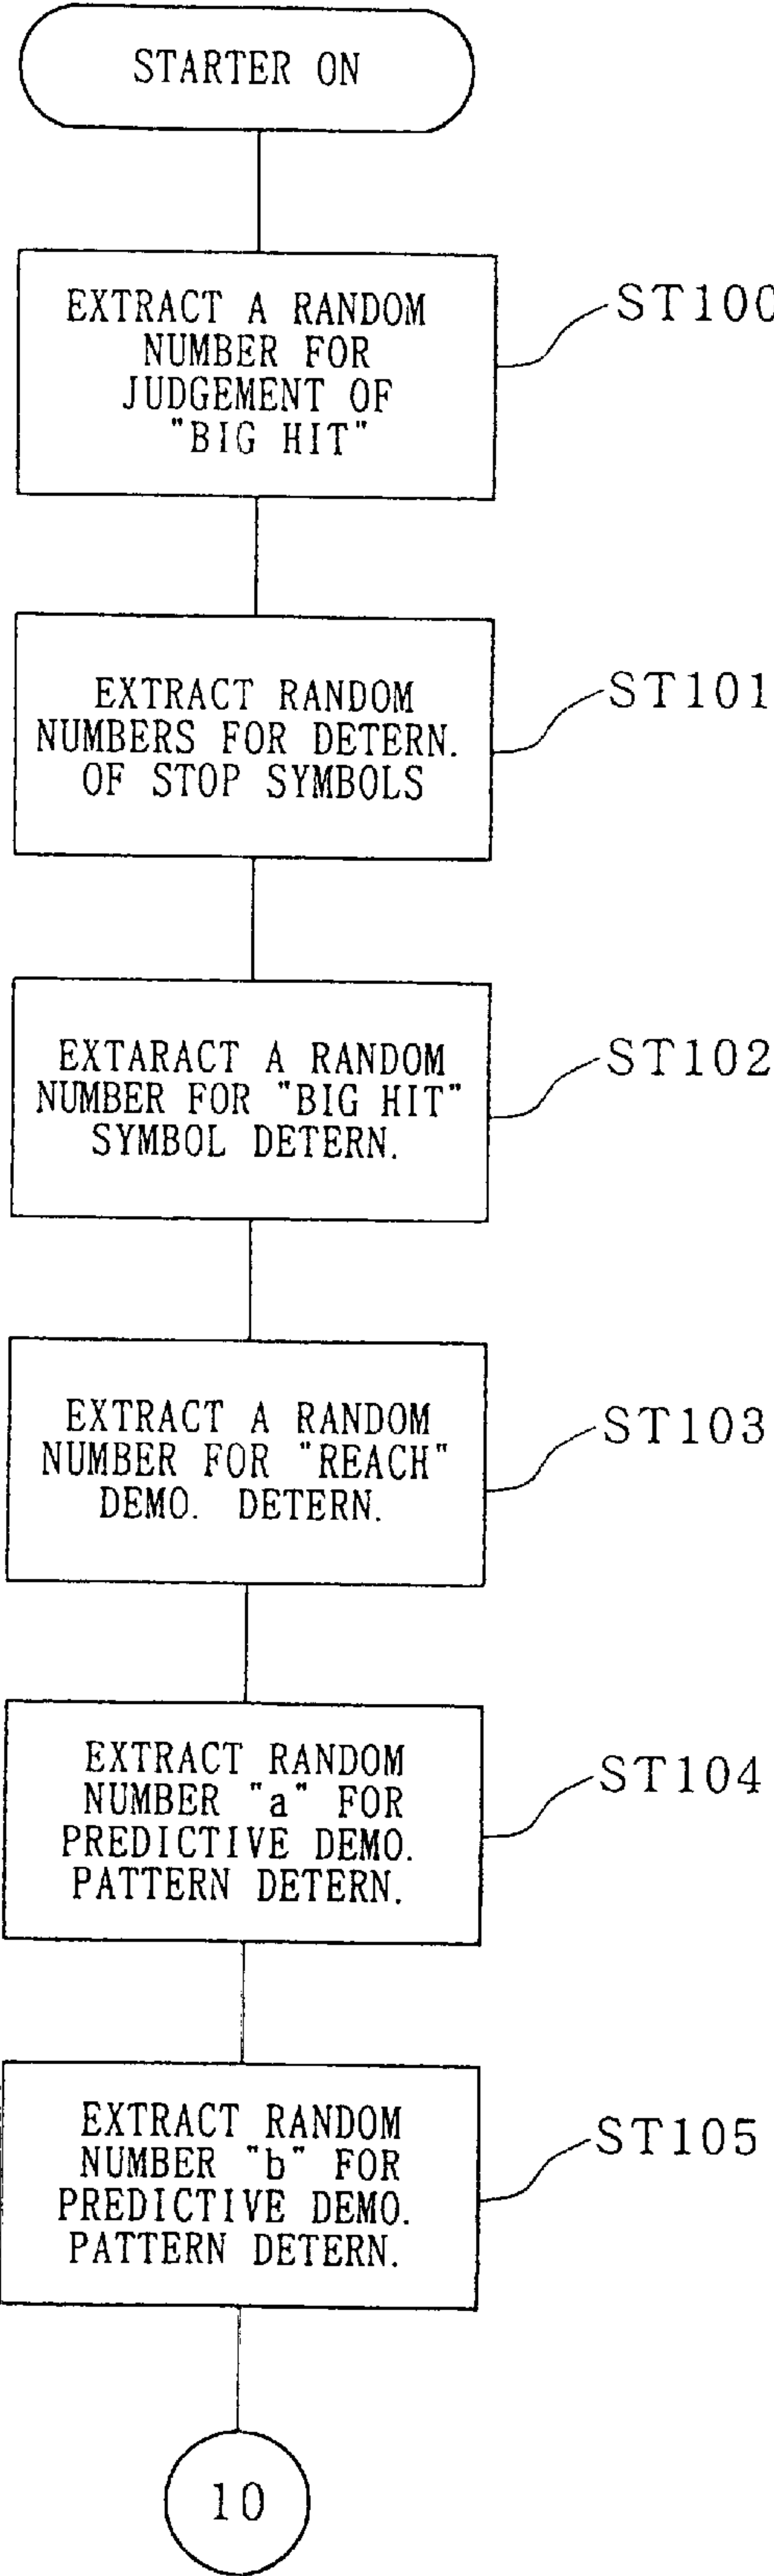 STARTER ON
EXTRACT A RANDOM
NUMBER FOR
JUDGEMENT OF
"BIG HIT"
ST100
EXTRACT RANDOM
NUMBERS FOR DETERN.
OF STOP SYMBOLS
ST101
EXTARACT A RANDOM
NUMBER FOR "BIG HIT"
SYMBOL DETERN.
ST102
EXTRACT A RANDOM
NUMBER FOR "REACH"
DEMO. DETERN.
ST103
EXTRACT RANDOM
NUMBER "a" FOR
PREDICTIVE DEMO.
PATTERN DETERN.
ST104
EXTRACT RANDOM
NUMBER "b" FOR
PREDICTIVE DEMO.
PATTERN DETERN.
ST105
10